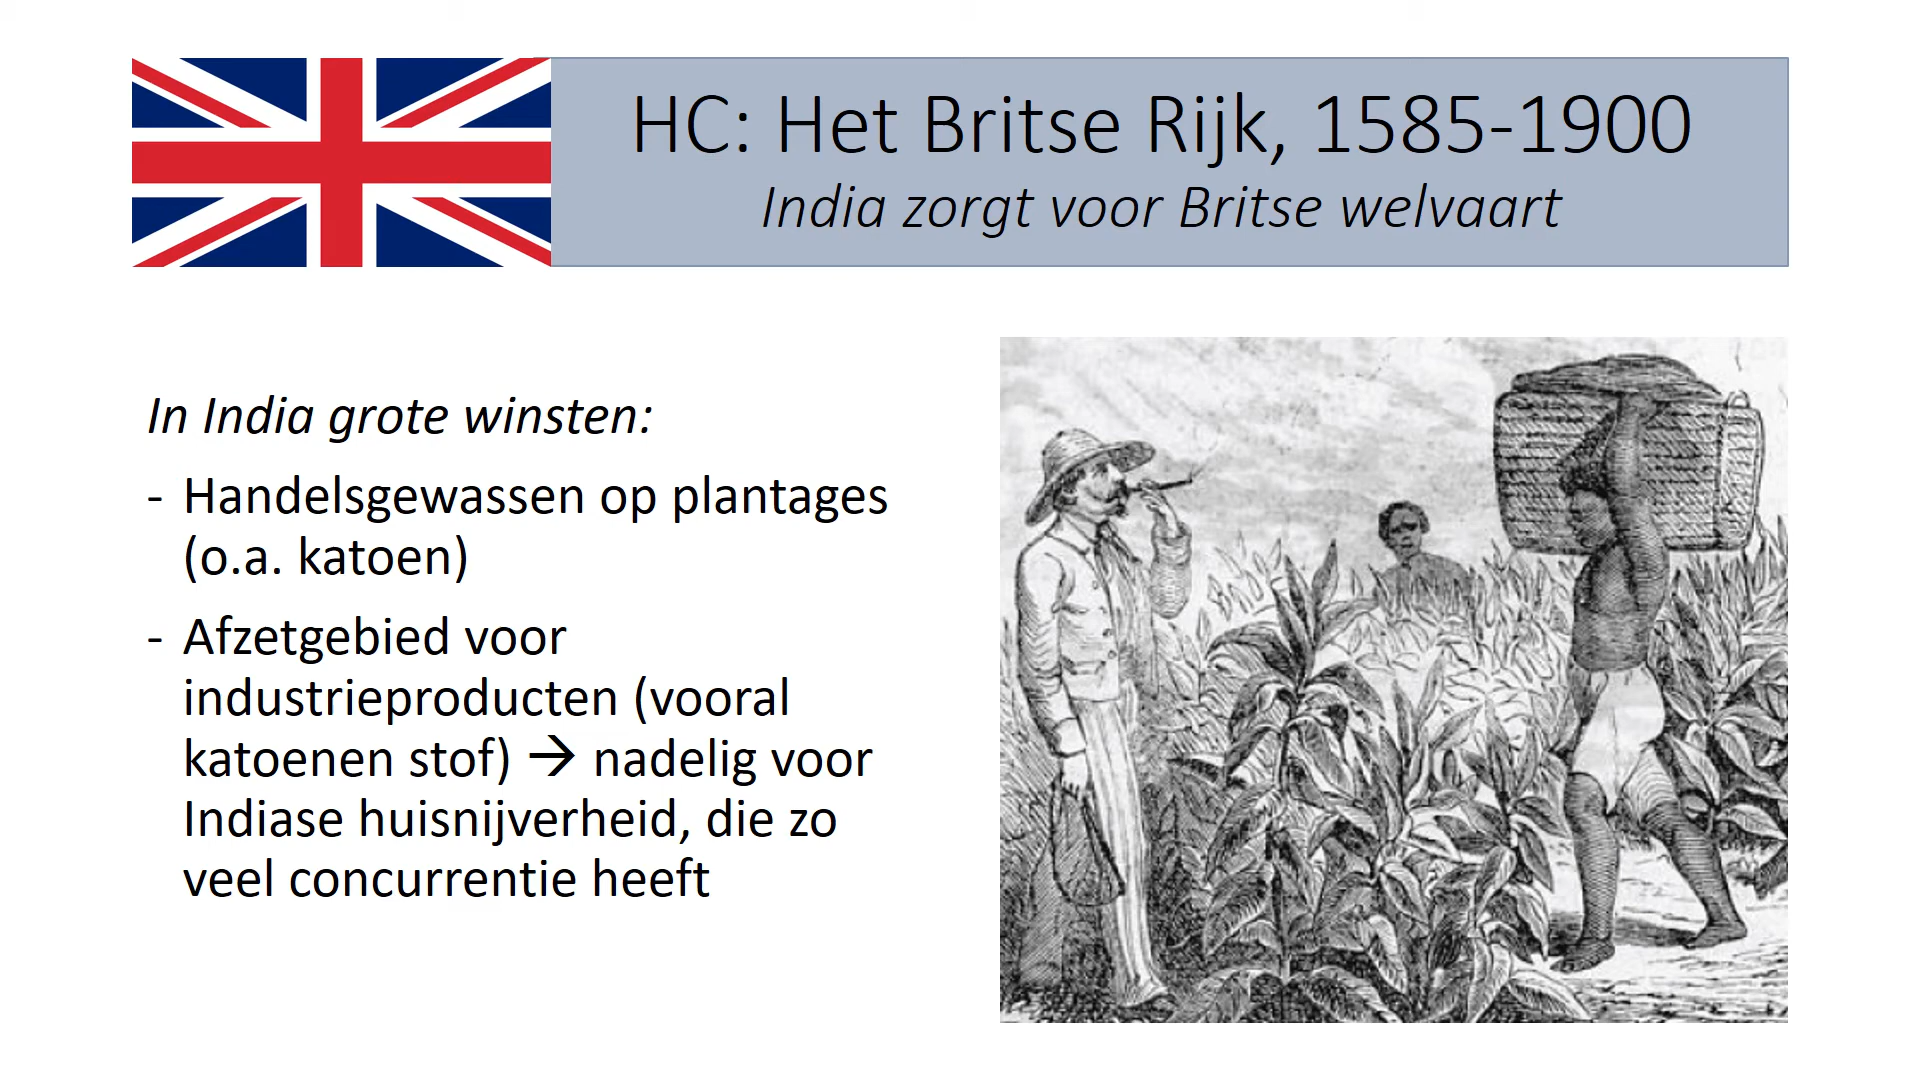 HC: Het Britse Rijk, 1585-1900
India zorgt voor Britse welvaart
In India grote winsten:
- Handelsgewassen op plantages
(o.a. katoen)
- Afzetgebied voor
industrieproducten (vooral
katoenen stof) → nadelig voor
Indiase huisnijverheid, die zo
veel concurrentie heeft